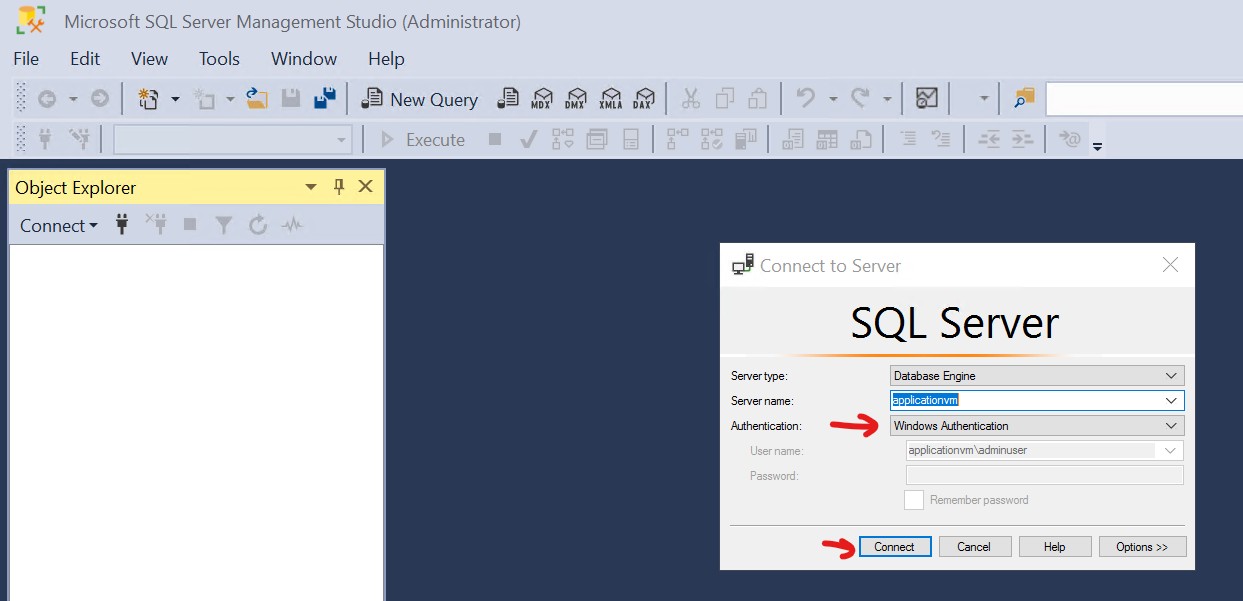 Microsoft SQL Server Management Studio (Administrator)
File Edit View Tools Window Help
New Query MDX DMX XMLA DAX
Execute
Object Explorer
Connect
Connect to Server
SQL Server
Server type: Database Engine
Server name: applicationvm
Authentication: Windows Authentication
User name: applicationvm\adminuser
Password:
Remember password
Connect Cancel Help Options >>